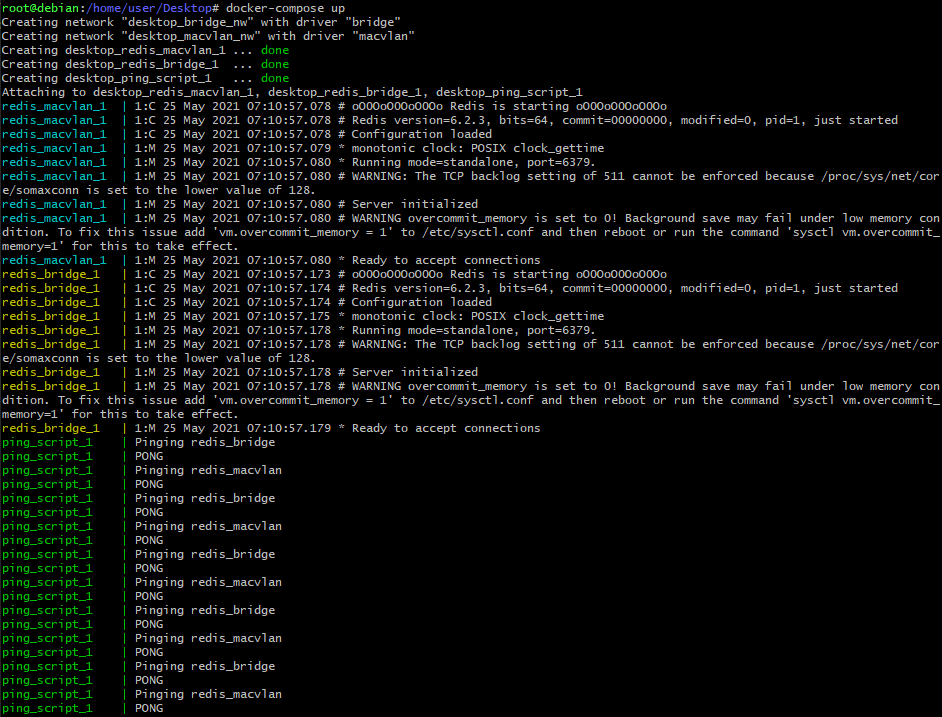 root@debian:/home/user/Desktop# docker-compose up
Creating network "desktop_bridge_nw" with driver "bridge"
Creating network "desktop_macvlan_nw" with driver "macvlan"
Creating desktop_redis_macvlan_1 ... done
Creating desktop_redis_bridge_1  ... done
Creating desktop_ping_script_1   ... done
Attaching to desktop_redis_macvlan_1, desktop_redis_bridge_1, desktop_ping_script_1
redis_macvlan_1  | 1:C 25 May 2021 07:10:57.078 # oO0OoO0OoO0Oo Redis is starting oO0OoO0OoO0Oo
redis_macvlan_1  | 1:C 25 May 2021 07:10:57.078 # Redis version=6.2.3, bits=64, commit=00000000, modified=0, pid=1, just started
redis_macvlan_1  | 1:C 25 May 2021 07:10:57.078 # Configuration loaded
redis_macvlan_1  | 1:M 25 May 2021 07:10:57.079 * monotonic clock: POSIX clock_gettime
redis_macvlan_1  | 1:M 25 May 2021 07:10:57.080 * Running mode=standalone, port=6379.
redis_macvlan_1  | 1:M 25 May 2021 07:10:57.080 # WARNING: The TCP backlog setting of 511 cannot be enforced because /proc/sys/net/cor
e/somaxconn is set to the lower value of 128.
redis_macvlan_1  | 1:M 25 May 2021 07:10:57.080 # Server initialized
redis_macvlan_1  | 1:M 25 May 2021 07:10:57.080 # WARNING overcommit_memory is set to 0! Background save may fail under low memory con
dition. To fix this issue add 'vm.overcommit_memory = 1' to /etc/sysctl.conf and then reboot or run the command 'sysctl vm.overcommit_
memory=1' for this to take effect.
redis_macvlan_1  | 1:M 25 May 2021 07:10:57.080 * Ready to accept connections
redis_bridge_1   | 1:C 25 May 2021 07:10:57.173 # oO0OoO0OoO0Oo Redis is starting oO0OoO0OoO0Oo
redis_bridge_1   | 1:C 25 May 2021 07:10:57.174 # Redis version=6.2.3, bits=64, commit=00000000, modified=0, pid=1, just started
redis_bridge_1   | 1:C 25 May 2021 07:10:57.174 # Configuration loaded
redis_bridge_1   | 1:M 25 May 2021 07:10:57.175 * monotonic clock: POSIX clock_gettime
redis_bridge_1   | 1:M 25 May 2021 07:10:57.178 * Running mode=standalone, port=6379.
redis_bridge_1   | 1:M 25 May 2021 07:10:57.178 # WARNING: The TCP backlog setting of 511 cannot be enforced because /proc/sys/net/cor
e/somaxconn is set to the lower value of 128.
redis_bridge_1   | 1:M 25 May 2021 07:10:57.178 # Server initialized
redis_bridge_1   | 1:M 25 May 2021 07:10:57.178 # WARNING overcommit_memory is set to 0! Background save may fail under low memory con
dition. To fix this issue add 'vm.overcommit_memory = 1' to /etc/sysctl.conf and then reboot or run the command 'sysctl vm.overcommit_
memory=1' for this to take effect.
redis_bridge_1   | 1:M 25 May 2021 07:10:57.179 * Ready to accept connections
ping_script_1    | Pinging redis_bridge
ping_script_1    | PONG
ping_script_1    | Pinging redis_macvlan
ping_script_1    | PONG
ping_script_1    | Pinging redis_bridge
ping_script_1    | PONG
ping_script_1    | Pinging redis_macvlan
ping_script_1    | PONG
ping_script_1    | Pinging redis_bridge
ping_script_1    | PONG
ping_script_1    | Pinging redis_macvlan
ping_script_1    | PONG
ping_script_1    | Pinging redis_bridge
ping_script_1    | PONG
ping_script_1    | Pinging redis_macvlan
ping_script_1    | PONG
ping_script_1    | Pinging redis_bridge
ping_script_1    | PONG
ping_script_1    | Pinging redis_macvlan
ping_script_1    | PONG